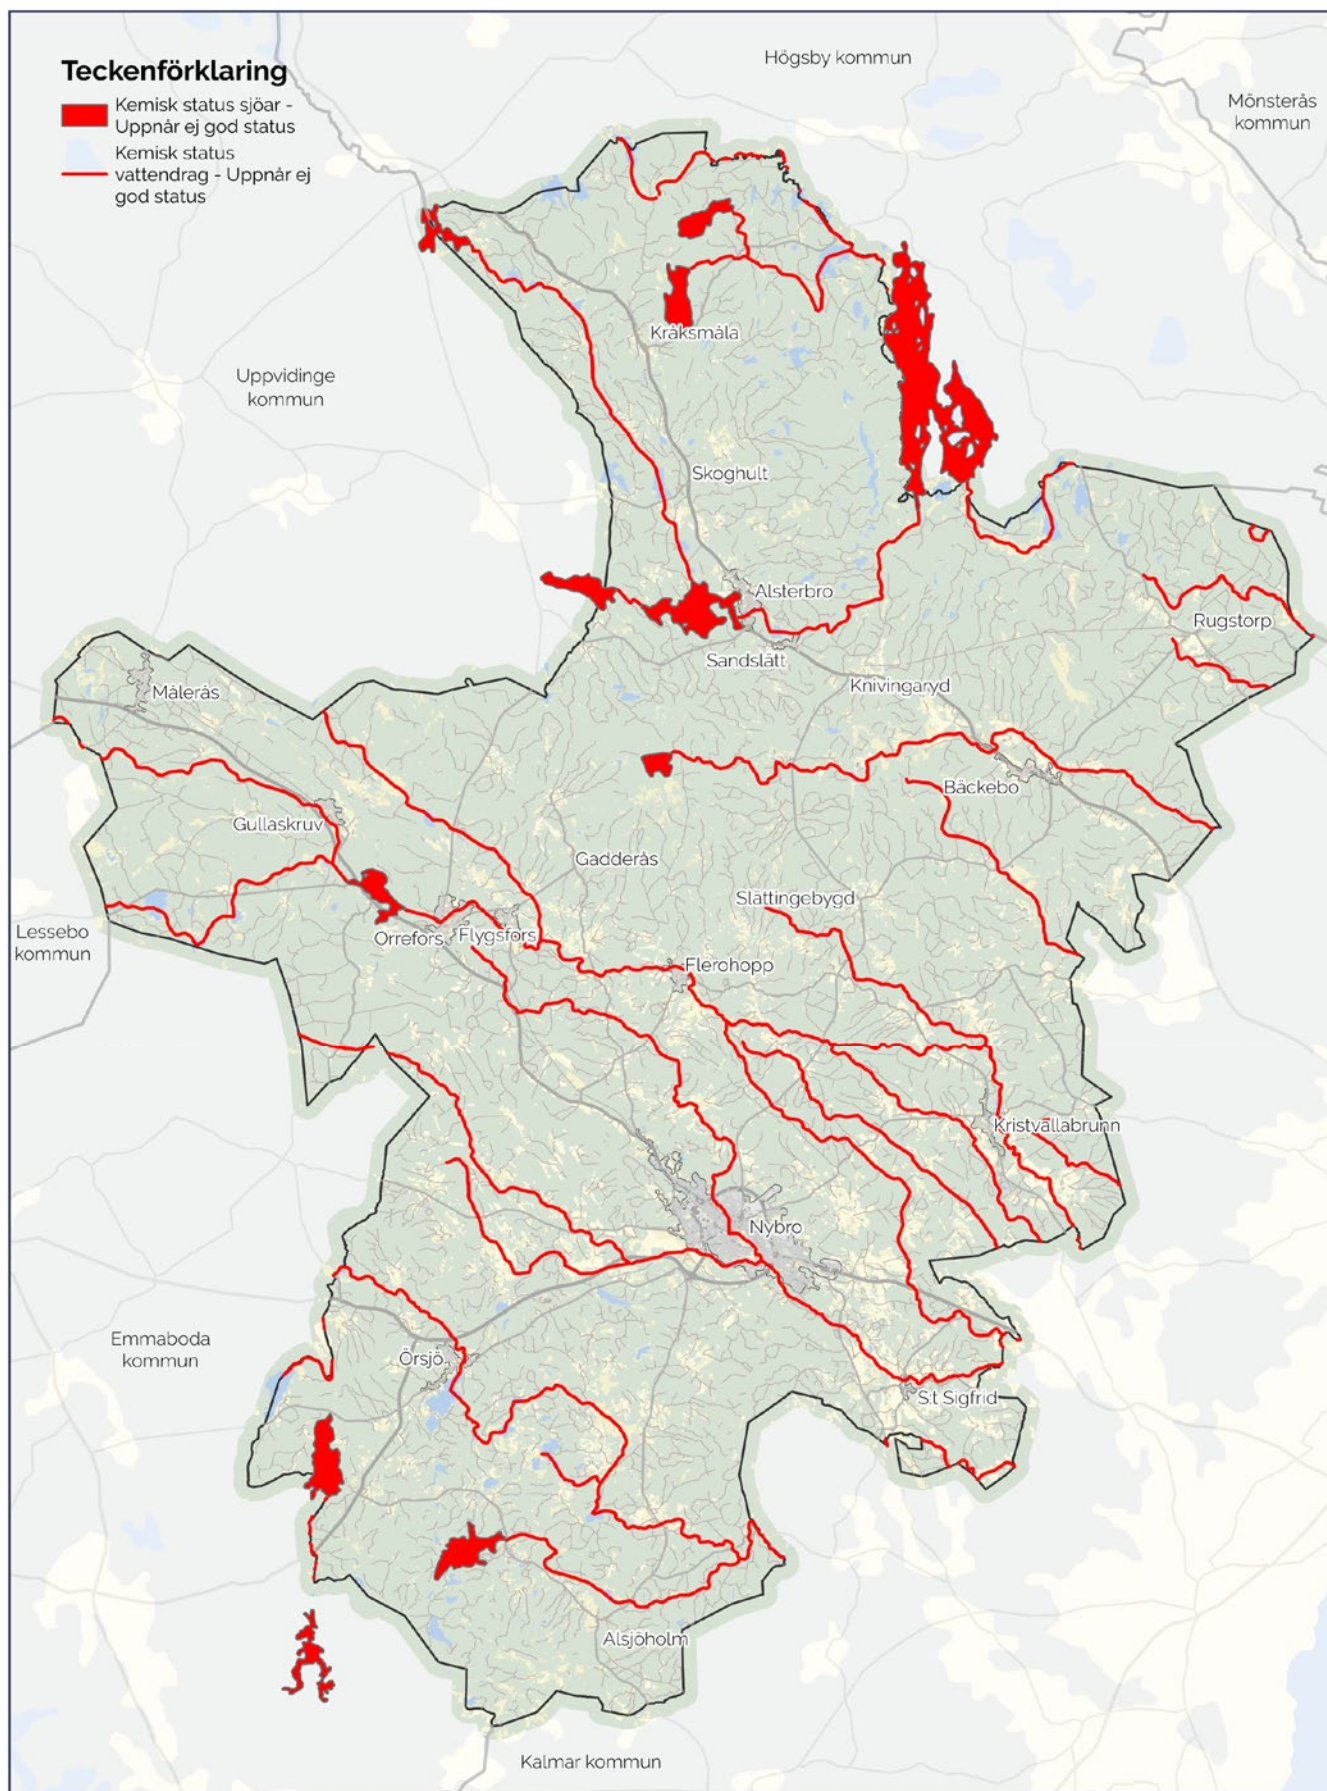 Teckenförklaring
Kemisk status sjöar -
Uppnår ej god status
Kemisk status
vattendrag - Uppnår ej
god status
Högsby kommun
Mönsterås
kommun
Uppvidinge
kommun
Kråksmåla
Skoghult
Alsterbro
Rugstorp
Sandslätt
Knivingaryd
Målerås
Bäckebo
Gullaskruv
Gadderås
Slättingebygd
Lessebo
kommun
Orrefors
Flygsfors
Flerohopp
Kristvallabrunn
Nybro
Emmaboda
kommun
Örsjö
S:t Sigfrid
Alsjöholm
Kalmar kommun